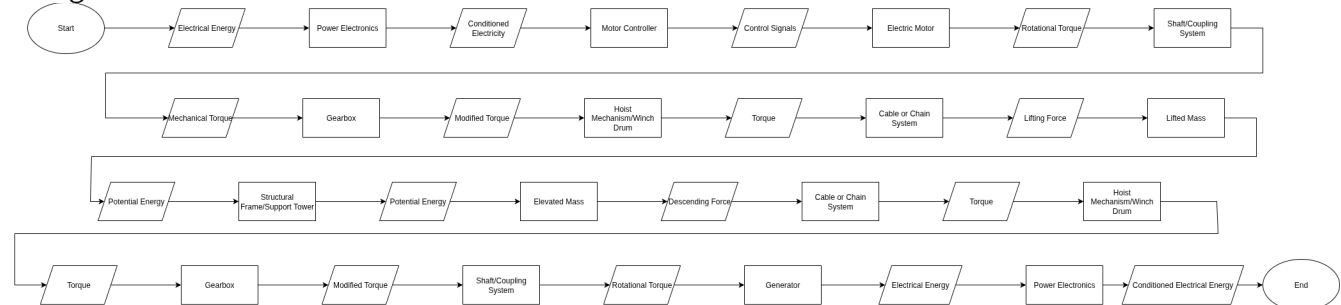 Start
Electrical Energy
Power Electronics
Conditioned
Electricity
Motor Controller
Control Signals
Electric Motor
Rotational Torque
Shaft/Coupling
System
Mechanical Torque
Gearbox
Modified Torque
Hoist
Mechanism/Winch
Drum
Torque
Cable or Chain
System
Lifting Force
Lifted Mass
Potential Energy
Structural
Frame/Support Tower
Potential Energy
Elevated Mass
Descending Force
Cable or Chain
System
Torque
Hoist
Mechanism/Winch
Drum
Torque
Gearbox
Modified Torque
Shaft/Coupling
System
Rotational Torque
Generator
Electrical Energy
Power Electronics
Conditioned Electrical Energy
End